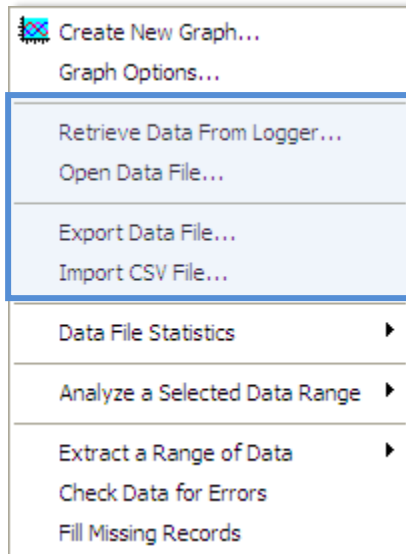 Create New Graph...
Graph Options...
Retrieve Data From Logger...
Open Data File...
Export Data File...
Import CSV File...
Data File Statistics
Analyze a Selected Data Range
Extract a Range of Data
Check Data for Errors
Fill Missing Records